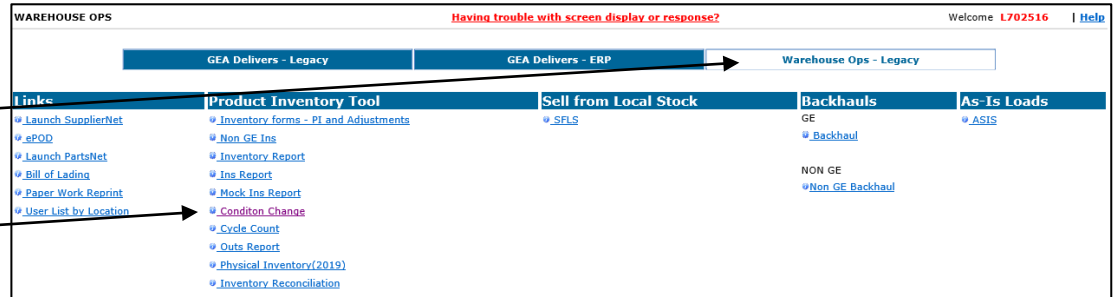 WAREHOUSE OPS Having trouble with screen display or response? Welcome L702516 | Help
GEA Delivers - Legacy GEA Delivers - ERP Warehouse Ops - Legacy
Links Product Inventory Tool Sell from Local Stock Backhauls As-Is Loads
Launch SupplierNet Inventory forms - PI and Adjustments SFLS GE ASIS
ePOD Non GE Ins Backhaul
Launch PartsNet Inventory Report
Bill of Lading Ins Report NON GE
Paper Work Reprint Mock Ins Report Non GE Backhaul
User List by Location Conditon Change
Cycle Count
Outs Report
Physical Inventory(2019)
Inventory Reconciliation